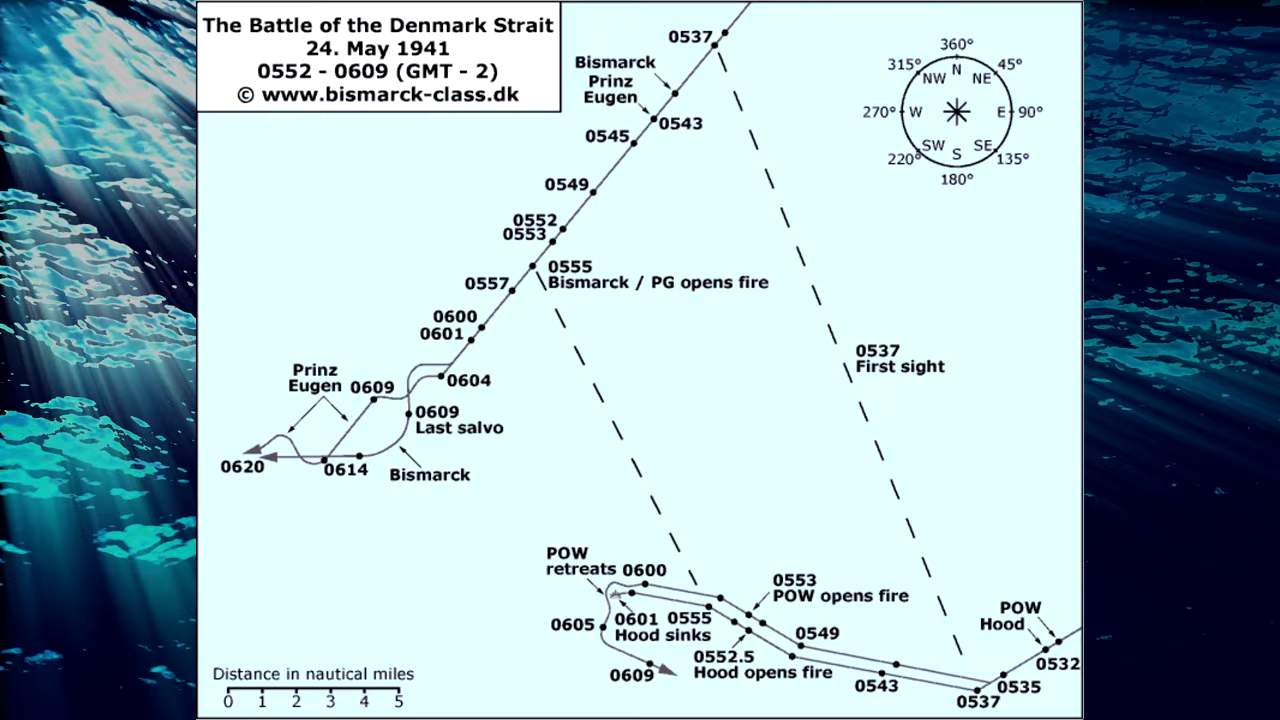 The Battle of the Denmark Strait
24. May 1941
0552 - 0609 (GMT - 2)
© www.bismarck-class.dk
0537
Bismarck
Prinz
Eugen
0543
0545
0549
0552
0553
0555
Bismarck / PG opens fire
0557
0600
0601
0604
Prinz
Eugen
0609
0609
Last salvo
0620
0614
Bismarck
360°
315°
N
45°
NW
NE
270°
W
E
90°
SW
S
SE
220°
135°
180°
0537
First sight
POW
retreats
0600
0553
POW opens fire
0605
0601
Hood sinks
0555
0549
0552.5
Hood opens fire
0609
0543
POW
Hood
0532
0535
0537
Distance in nautical miles
0 1 2 3 4 5